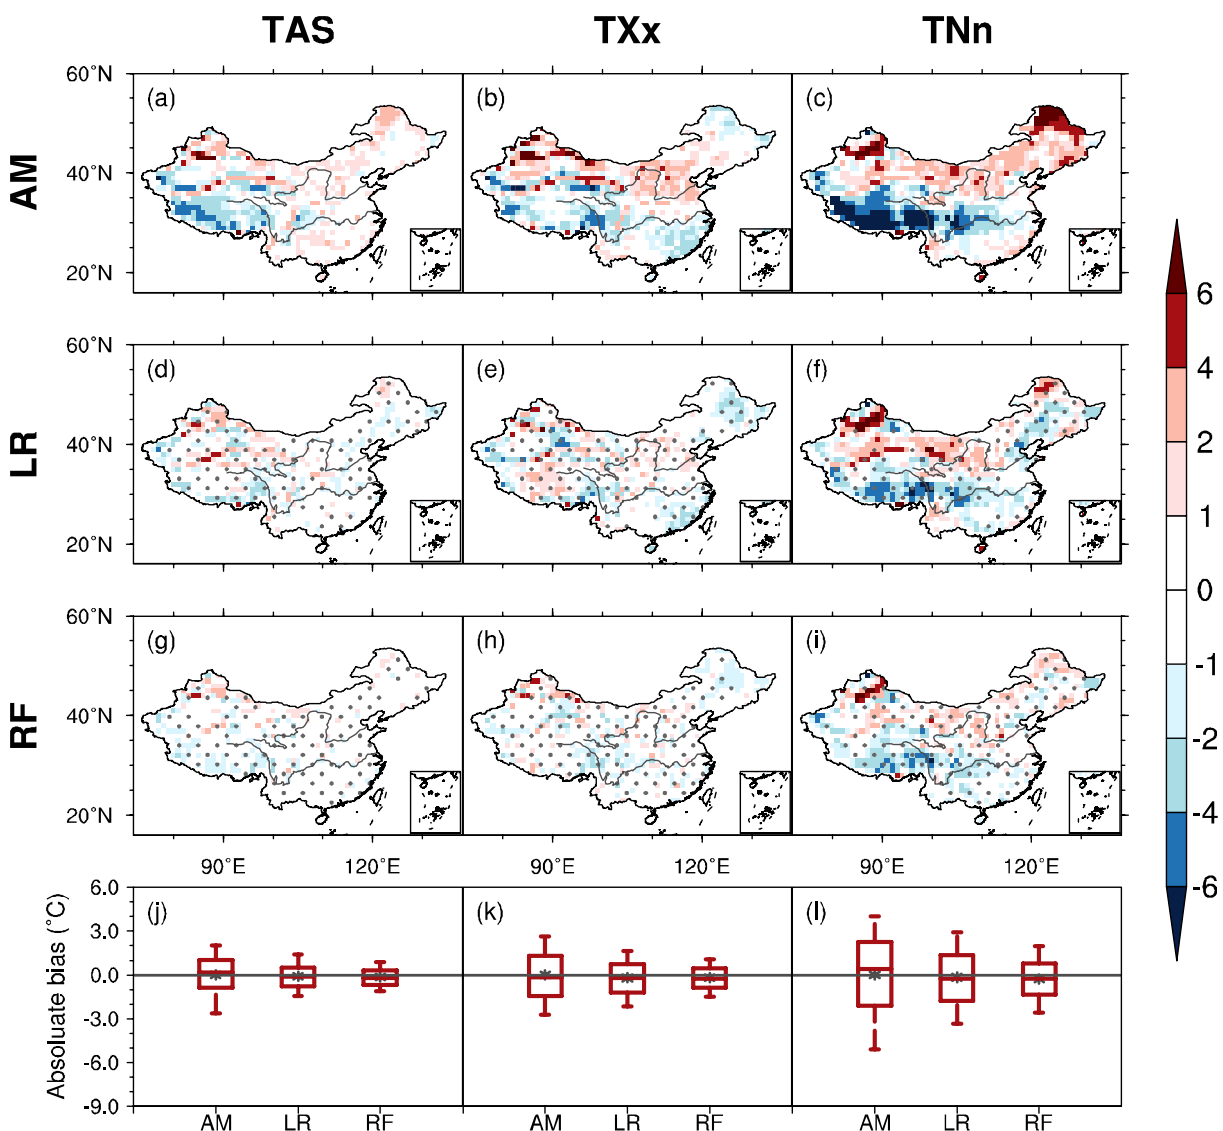 TAS TXx TNn
AM
60°N (a) (b) (c)
40°N
20°N
LR
60°N (d) (e) (f)
40°N
20°N
RF
60°N (g) (h) (i)
40°N
20°N
90°E 120°E 90°E 120°E 90°E 120°E
6
4
2
1
0
-1
-2
-4
-6
Absoluate bias (°C)
6.0 (j) (k) (l)
3.0
0.0
-3.0
-6.0
-9.0
AM LR RF AM LR RF AM LR RF